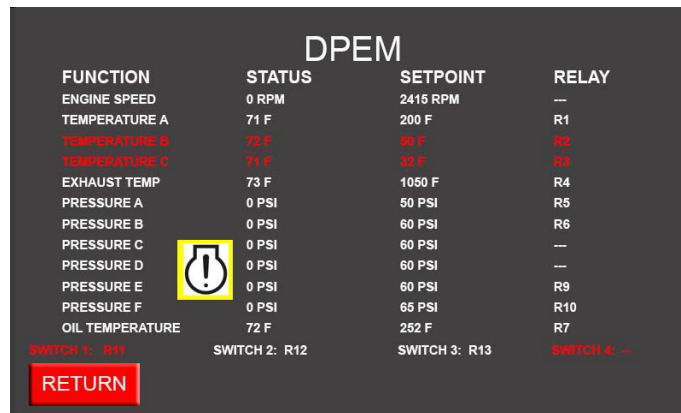 DPEM
FUNCTION STATUS SETPOINT RELAY
ENGINE SPEED 0 RPM 2415 RPM ---
TEMPERATURE A 71 F 200 F R1
TEMPERATURE B 72 F 50 F R2
TEMPERATURE C 71 F 32 F R3
EXHAUST TEMP 73 F 1050 F R4
PRESSURE A 0 PSI 50 PSI R5
PRESSURE B 0 PSI 60 PSI R6
PRESSURE C 0 PSI 60 PSI ---
PRESSURE D 0 PSI 60 PSI ---
PRESSURE E 0 PSI 60 PSI R9
PRESSURE F 0 PSI 65 PSI R10
OIL TEMPERATURE 72 F 252 F R7
SWITCH 1: R11 SWITCH 2: R12 SWITCH 3: R13 SWITCH 4: --
RETURN